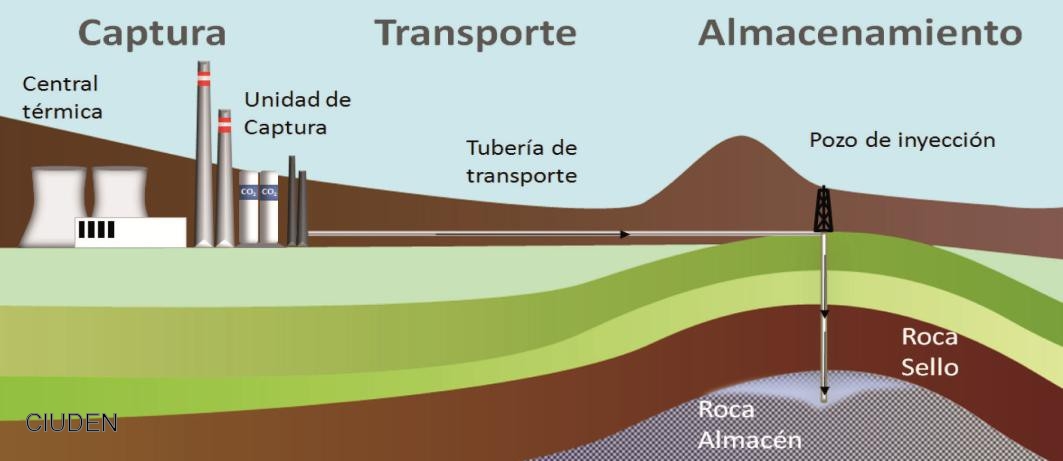 Captura
Transporte
Almacenamiento
Central
térmica
Unidad de
Captura
CO₂
CO₂
Tubería de
transporte
Pozo de inyección
Roca
Sello
Roca
Almacén
CIUDEN